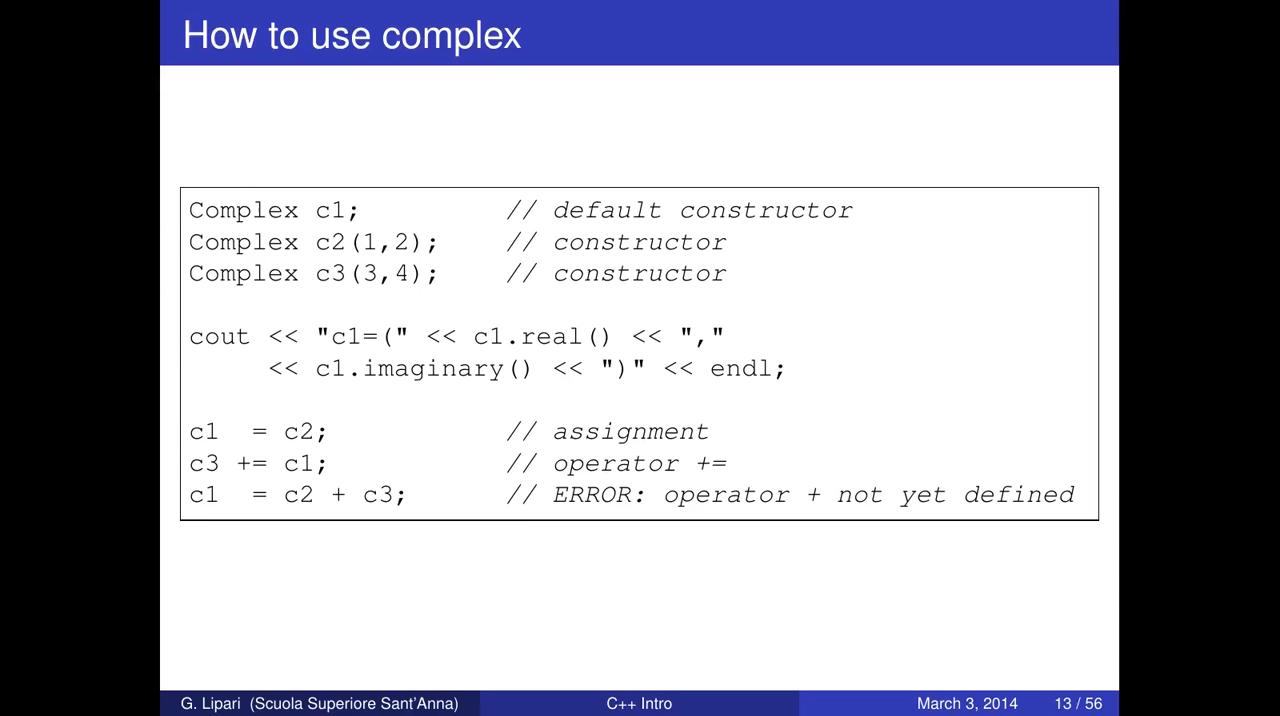 How to use complex
Complex c1;          // default constructor
Complex c2(1,2);     // constructor
Complex c3(3,4);     // constructor
cout << "c1=(" << c1.real() << ","
     << c1.imaginary() << ")" << endl;
c1  = c2;            // assignment
c3 += c1;            // operator +=
c1  = c2 + c3;       // ERROR: operator + not yet defined
G. Lipari (Scuola Superiore Sant'Anna) C++ Intro March 3, 2014 13 / 56